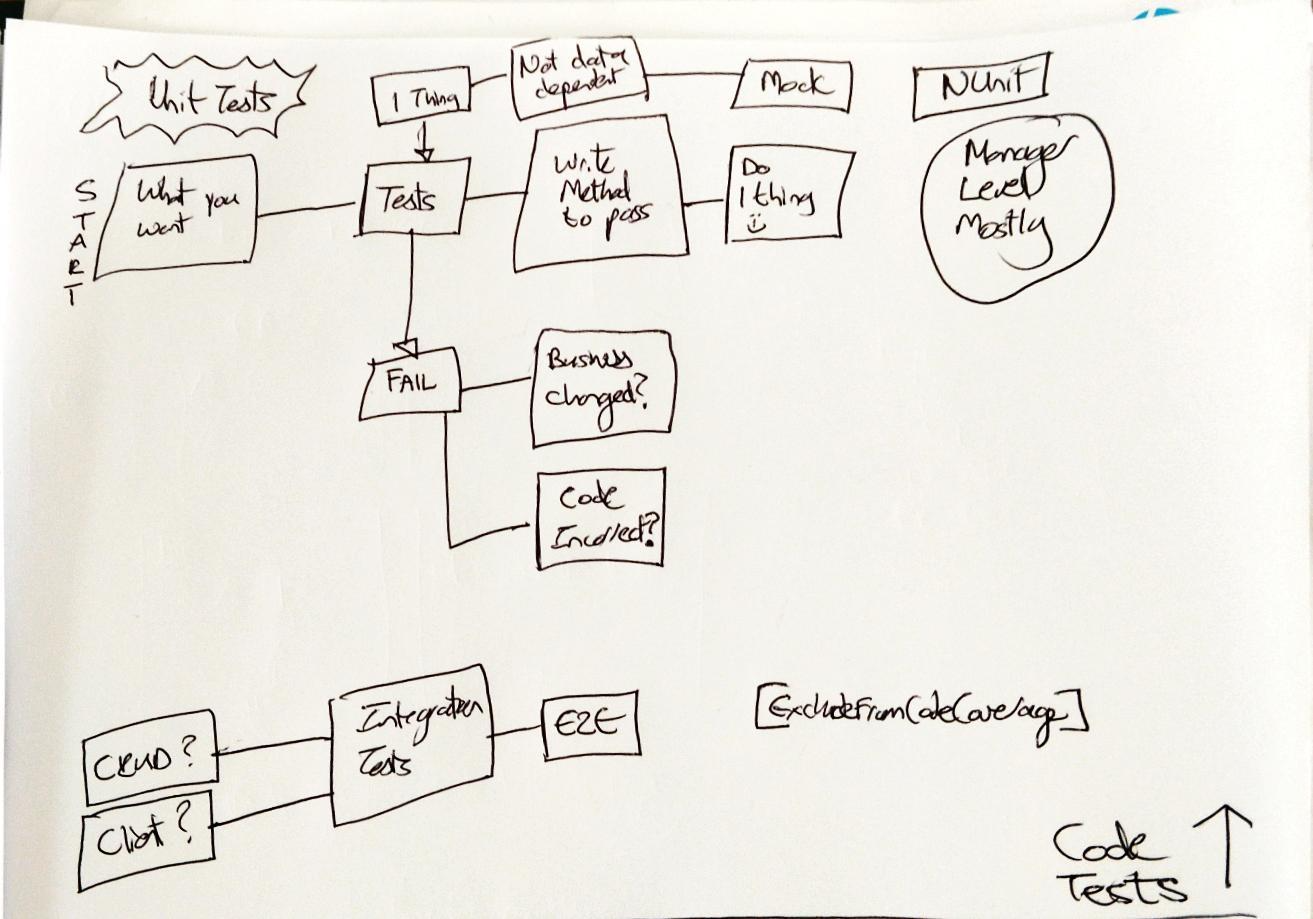 Unit Tests
1 Thing
Not data
dependent
Mock
NUnit
START
What you
want
Tests
Write
Method
to pass
Do
1 thing
Manager
Level
Mostly
FAIL
Business
changed?
Code
Incorrect?
CRUD?
Client?
Integration
Tests
E2E
[ExcludeFromCodeCoverage]
Code
Tests